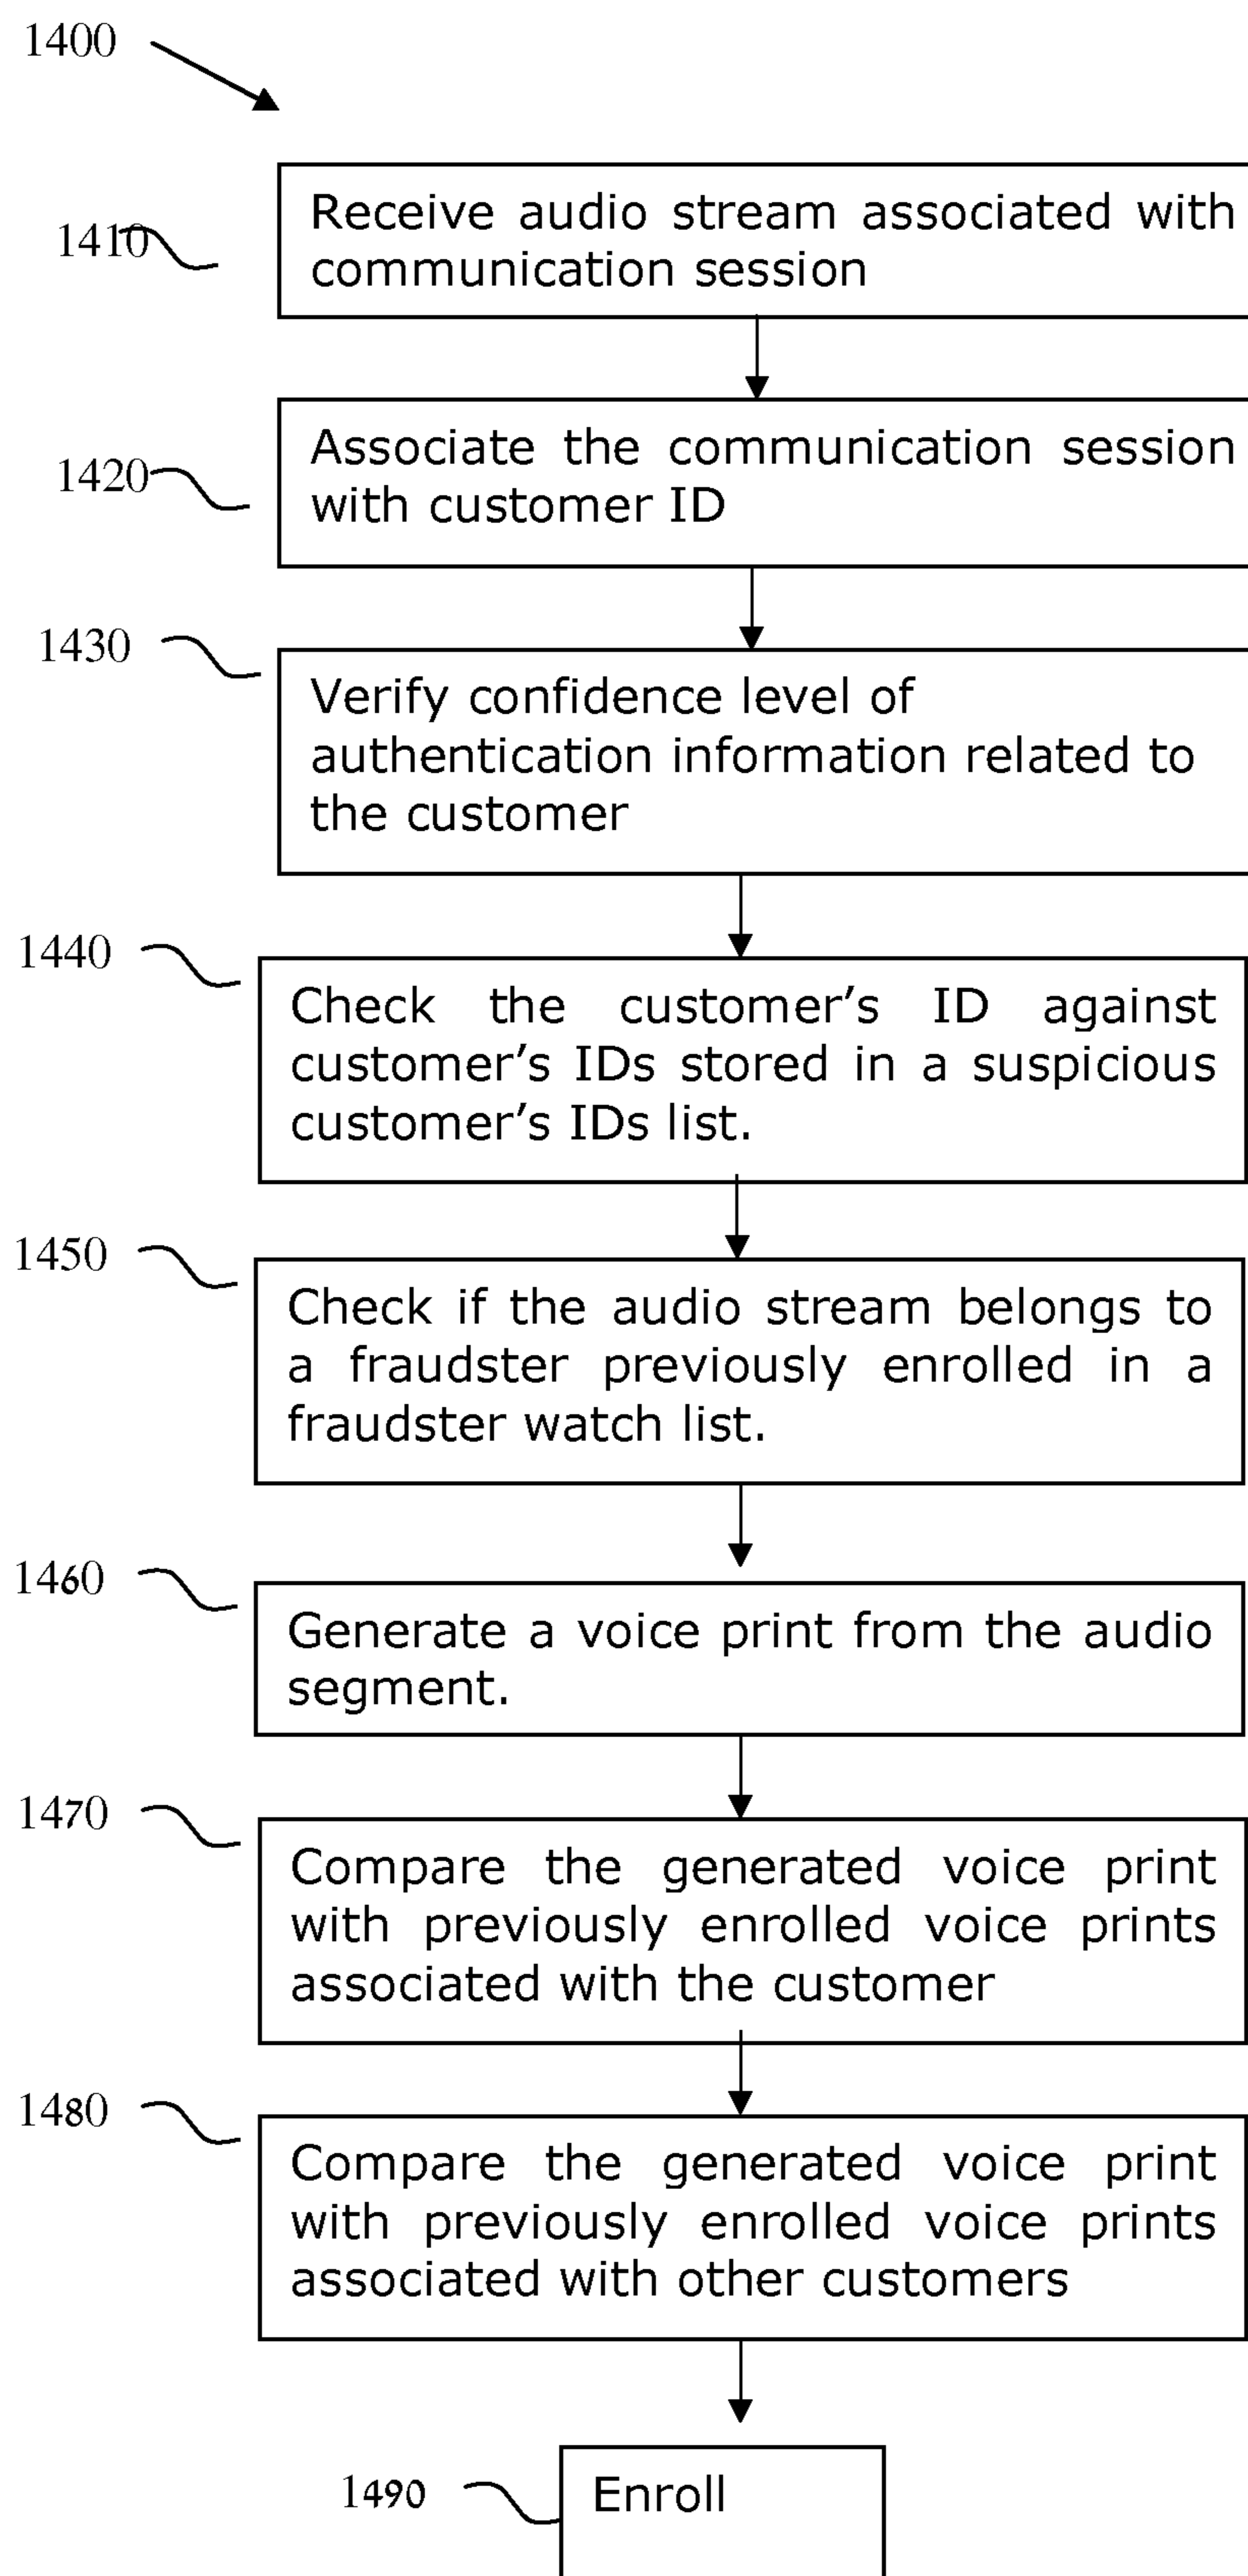 1400
1410
Receive audio stream associated with
communication session
1420
Associate the communication session
with customer ID
1430
Verify confidence level of
authentication information related to
the customer
1440
Check the customer’s ID against
customer’s IDs stored in a suspicious
customer’s IDs list.
1450
Check if the audio stream belongs to
a fraudster previously enrolled in a
fraudster watch list.
1460
Generate a voice print from the audio
segment.
1470
Compare the generated voice print
with previously enrolled voice prints
associated with the customer
1480
Compare the generated voice print
with previously enrolled voice prints
associated with other customers
1490
Enroll